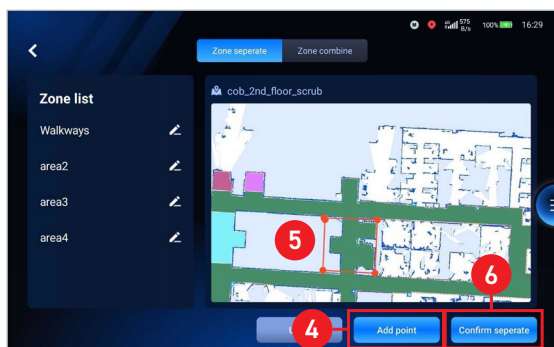 4G 575 B/s 100% 16:29
Zone seperate Zone combine
Zone list
cob_2nd_floor_scrub
Walkways
area2
area3
area4
5
6
4
Add point
Confirm seperate